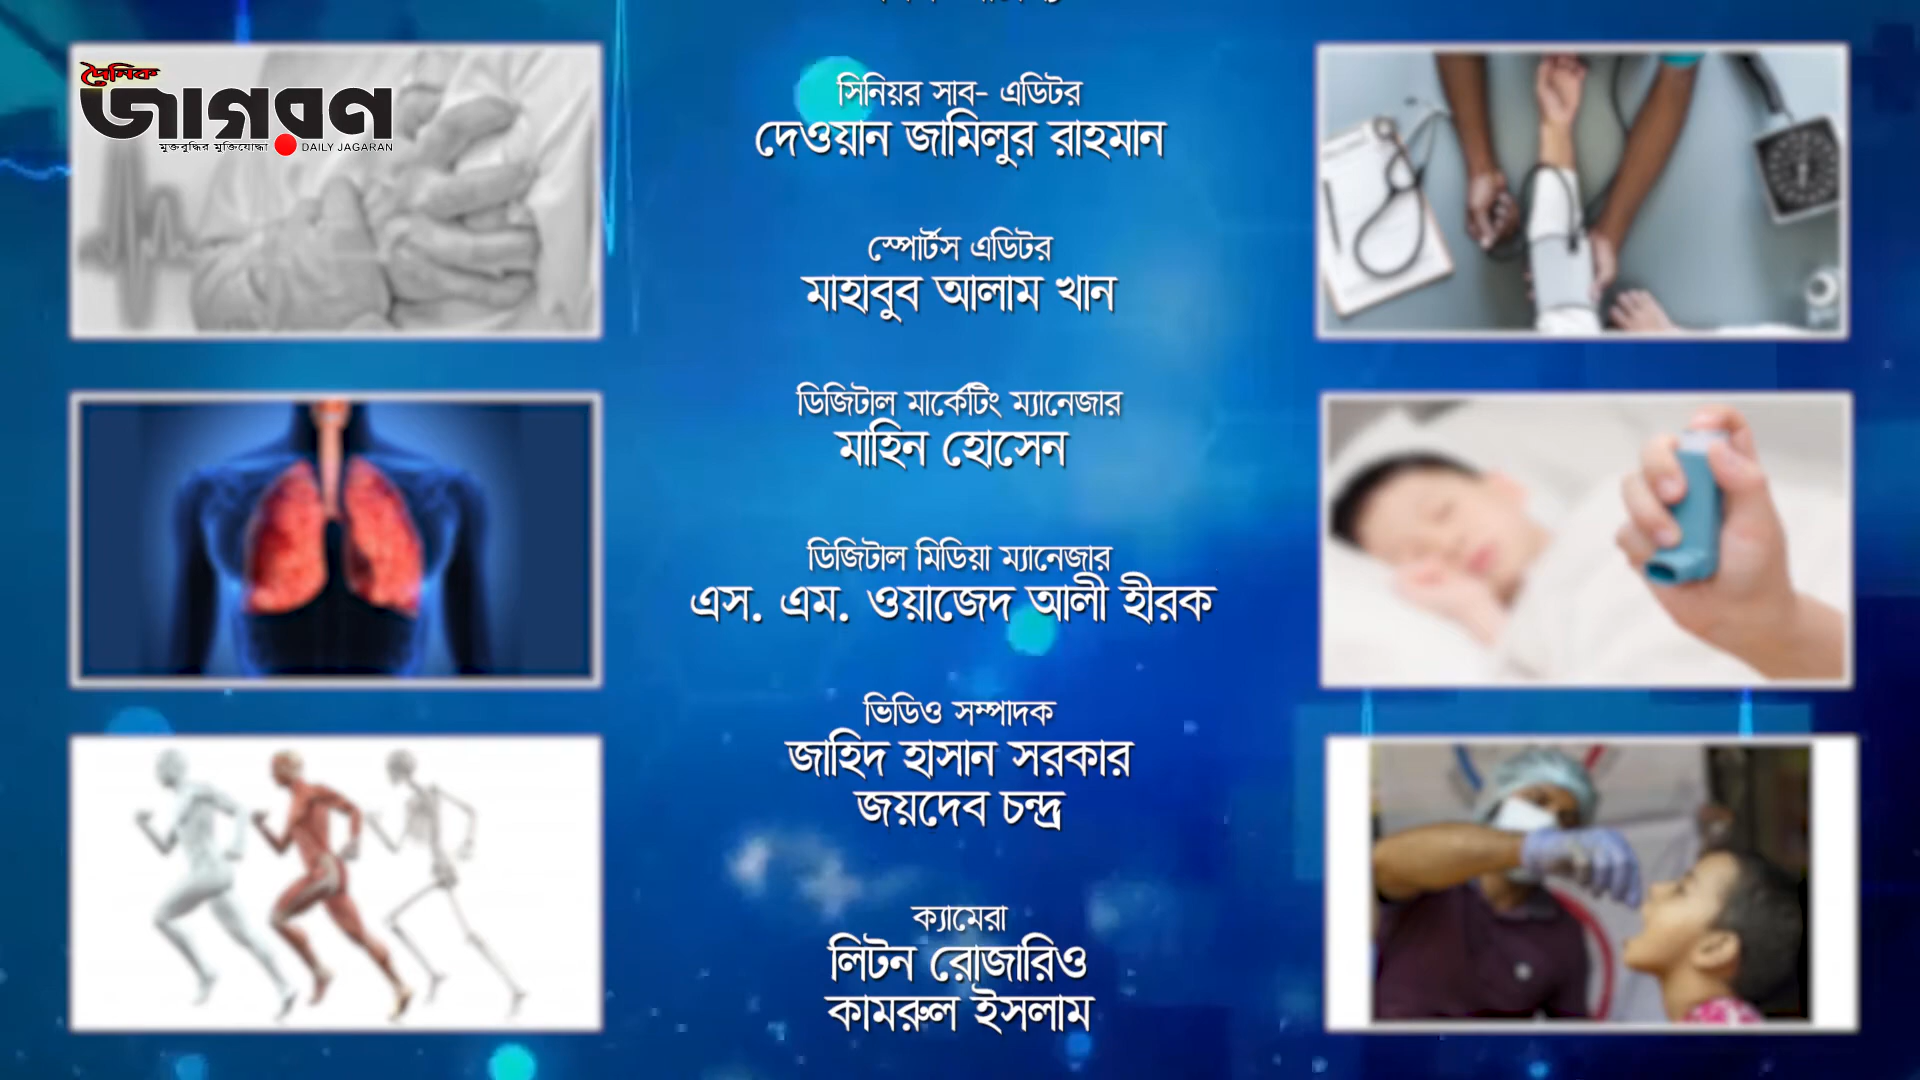 দৈনিক
জাগরণ
মুক্তবুদ্ধির মুক্তিযোদ্ধা DAILY JAGARAN
সিনিয়র সাব- এডিটর
দেওয়ান জামিলুর রাহমান
স্পোর্টস এডিটর
মাহাবুব আলাম খান
ডিজিটাল মার্কেটিং ম্যানেজার
মাহিন হোসেন
ডিজিটাল মিডিয়া ম্যানেজার
এস. এম. ওয়াজেদ আলী হীরক
ভিডিও সম্পাদক
জাহিদ হাসান সরকার
জয়দেব চন্দ্র
ক্যামেরা
লিটন রোজারিও
কামরুল ইসলাম